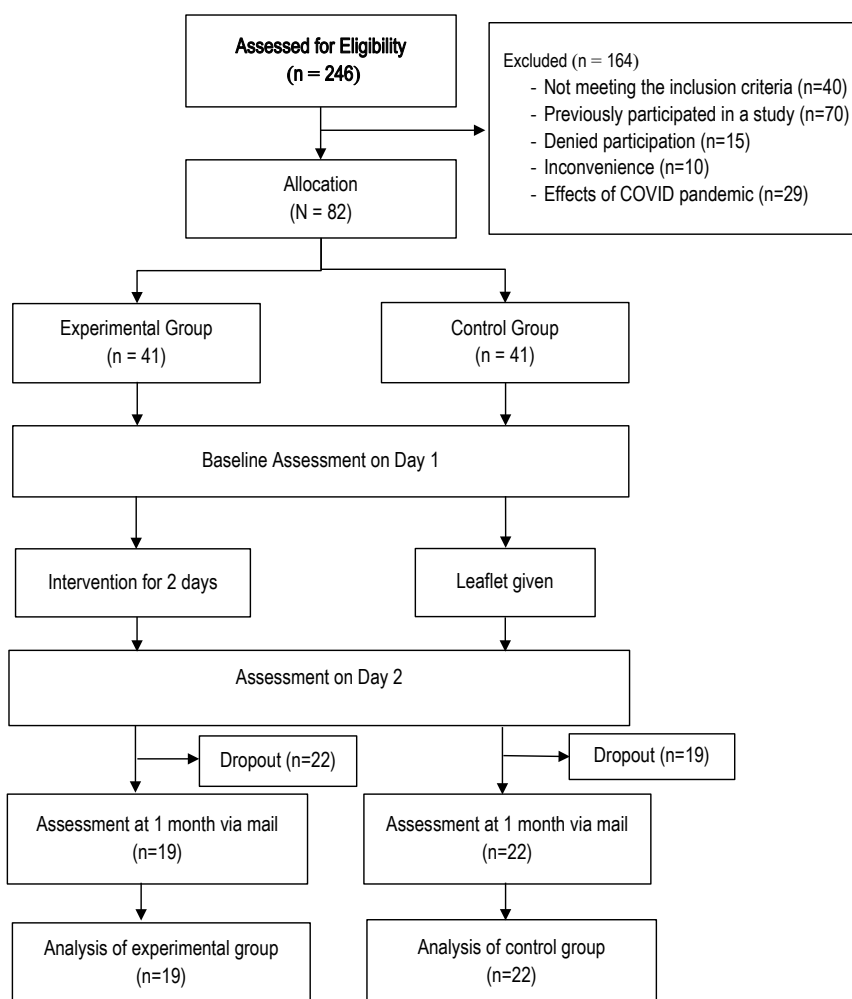 Assessed for Eligibility
(n = 246)
Excluded (n = 164)
- Not meeting the inclusion criteria (n=40)
- Previously participated in a study (n=70)
- Denied participation (n=15)
- Inconvenience (n=10)
- Effects of COVID pandemic (n=29)
Allocation
(N = 82)
Experimental Group
(n = 41)
Control Group
(n = 41)
Baseline Assessment on Day 1
Intervention for 2 days
Leaflet given
Assessment on Day 2
Dropout (n=22)
Dropout (n=19)
Assessment at 1 month via mail
(n=19)
Assessment at 1 month via mail
(n=22)
Analysis of experimental group
(n=19)
Analysis of control group
(n=22)